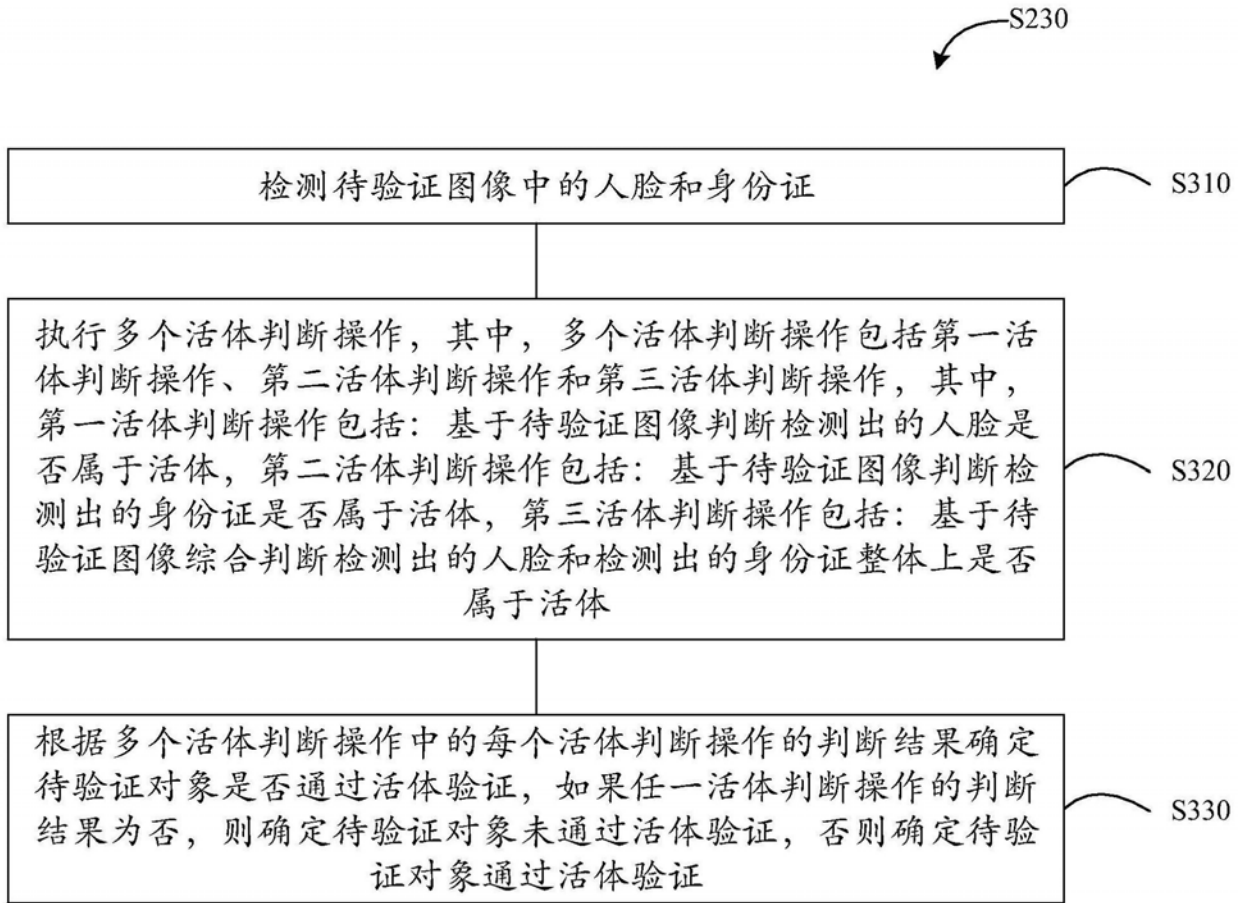 S230
检测待验证图像中的人脸和身份证
S310
执行多个活体判断操作，其中，多个活体判断操作包括第一活
体判断操作、第二活体判断操作和第三活体判断操作，其中，
第一活体判断操作包括：基于待验证图像判断检测出的人脸是
否属于活体，第二活体判断操作包括：基于待验证图像判断检
测出的身份证是否属于活体，第三活体判断操作包括：基于待
验证图像综合判断检测出的人脸和检测出的身份证整体上是否
属于活体
S320
根据多个活体判断操作中的每个活体判断操作的判断结果确定
待验证对象是否通过活体验证，如果任一活体判断操作的判断
结果为否，则确定待验证对象未通过活体验证，否则确定待验
证对象通过活体验证
S330